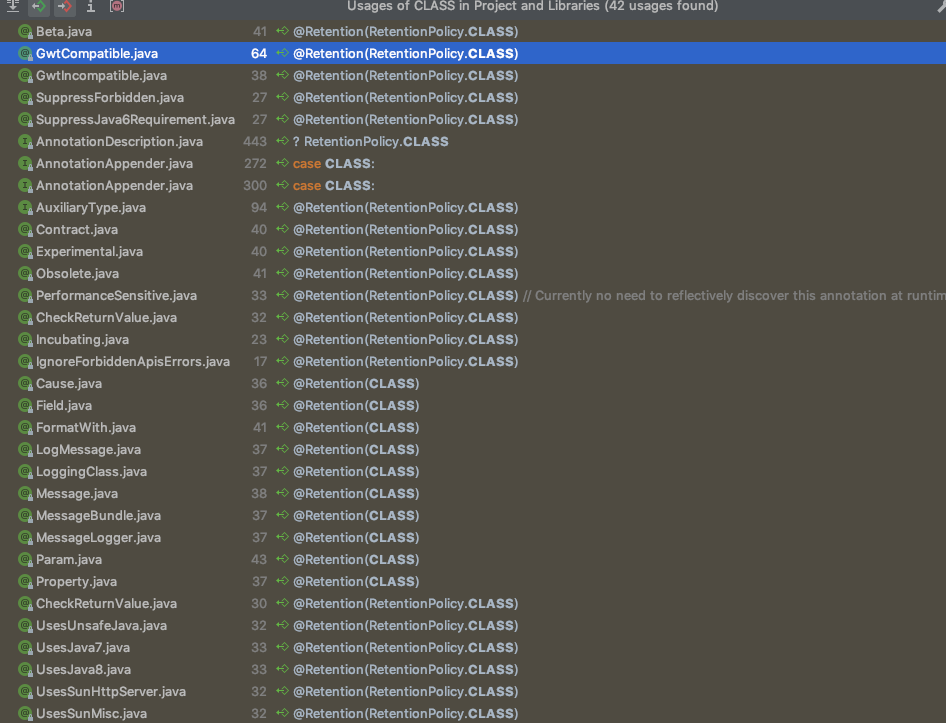 Usages of CLASS in Project and Libraries (42 usages found)
Beta.java 41 @Retention(RetentionPolicy.CLASS)
GwtCompatible.java 64 @Retention(RetentionPolicy.CLASS)
GwtIncompatible.java 38 @Retention(RetentionPolicy.CLASS)
SuppressForbidden.java 27 @Retention(RetentionPolicy.CLASS)
SuppressJava6Requirement.java 27 @Retention(RetentionPolicy.CLASS)
AnnotationDescription.java 443 ? RetentionPolicy.CLASS
AnnotationAppender.java 272 case CLASS:
AnnotationAppender.java 300 case CLASS:
AuxiliaryType.java 94 @Retention(RetentionPolicy.CLASS)
Contract.java 40 @Retention(RetentionPolicy.CLASS)
Experimental.java 40 @Retention(RetentionPolicy.CLASS)
Obsolete.java 41 @Retention(RetentionPolicy.CLASS)
PerformanceSensitive.java 33 @Retention(RetentionPolicy.CLASS) // Currently no need to reflectively discover this annotation at runtim
CheckReturnValue.java 32 @Retention(RetentionPolicy.CLASS)
Incubating.java 23 @Retention(RetentionPolicy.CLASS)
IgnoreForbiddenApisErrors.java 17 @Retention(RetentionPolicy.CLASS)
Cause.java 36 @Retention(CLASS)
Field.java 36 @Retention(CLASS)
FormatWith.java 41 @Retention(CLASS)
LogMessage.java 37 @Retention(CLASS)
LoggingClass.java 37 @Retention(CLASS)
Message.java 38 @Retention(CLASS)
MessageBundle.java 37 @Retention(CLASS)
MessageLogger.java 37 @Retention(CLASS)
Param.java 43 @Retention(CLASS)
Property.java 37 @Retention(CLASS)
CheckReturnValue.java 30 @Retention(RetentionPolicy.CLASS)
UsesUnsafeJava.java 32 @Retention(RetentionPolicy.CLASS)
UsesJava7.java 33 @Retention(RetentionPolicy.CLASS)
UsesJava8.java 33 @Retention(RetentionPolicy.CLASS)
UsesSunHttpServer.java 32 @Retention(RetentionPolicy.CLASS)
UsesSunMisc.java 32 @Retention(RetentionPolicy.CLASS)